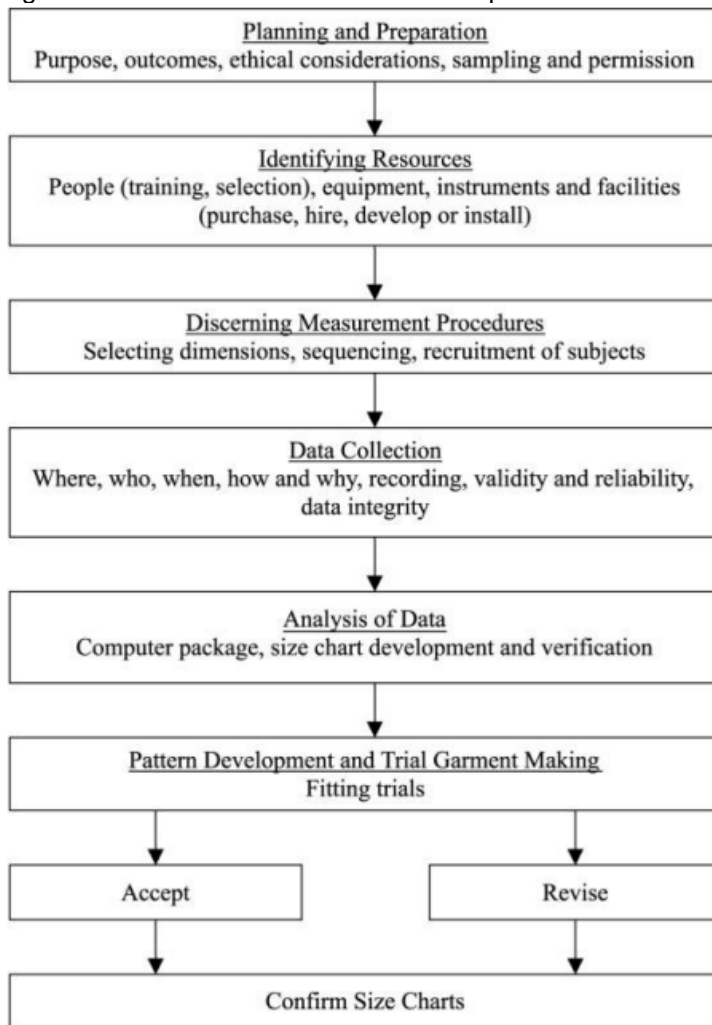 Planning and Preparation
Purpose, outcomes, ethical considerations, sampling and permission
Identifying Resources
People (training, selection), equipment, instruments and facilities
(purchase, hire, develop or install)
Discerning Measurement Procedures
Selecting dimensions, sequencing, recruitment of subjects
Data Collection
Where, who, when, how and why, recording, validity and reliability,
data integrity
Analysis of Data
Computer package, size chart development and verification
Pattern Development and Trial Garment Making
Fitting trials
Accept
Revise
Confirm Size Charts